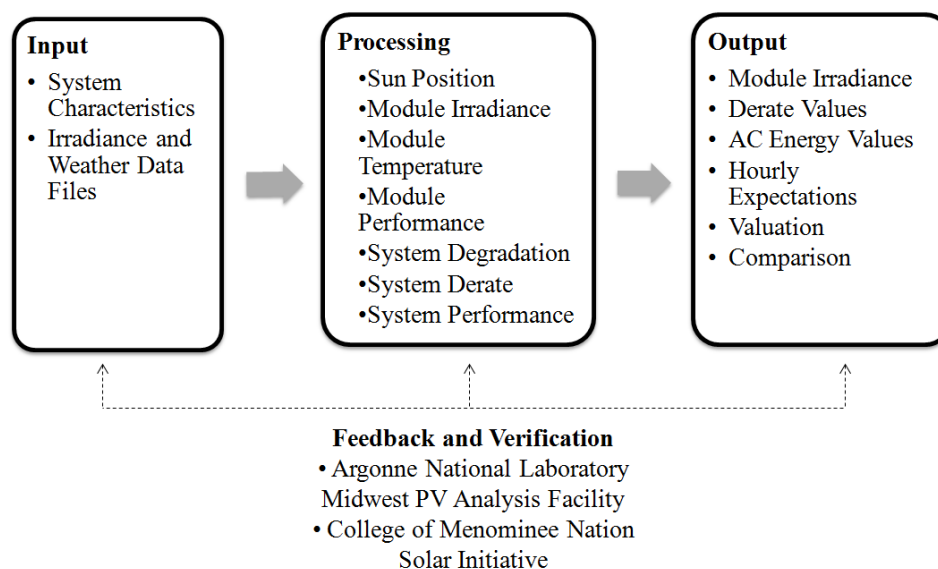 Input
• System
Characteristics
• Irradiance and
Weather Data
Files
Processing
•Sun Position
•Module Irradiance
•Module
Temperature
•Module
Performance
•System Degradation
•System Derate
•System Performance
Output
• Module Irradiance
• Derate Values
• AC Energy Values
• Hourly
Expectations
• Valuation
• Comparison
Feedback and Verification
• Argonne National Laboratory
Midwest PV Analysis Facility
• College of Menominee Nation
Solar Initiative